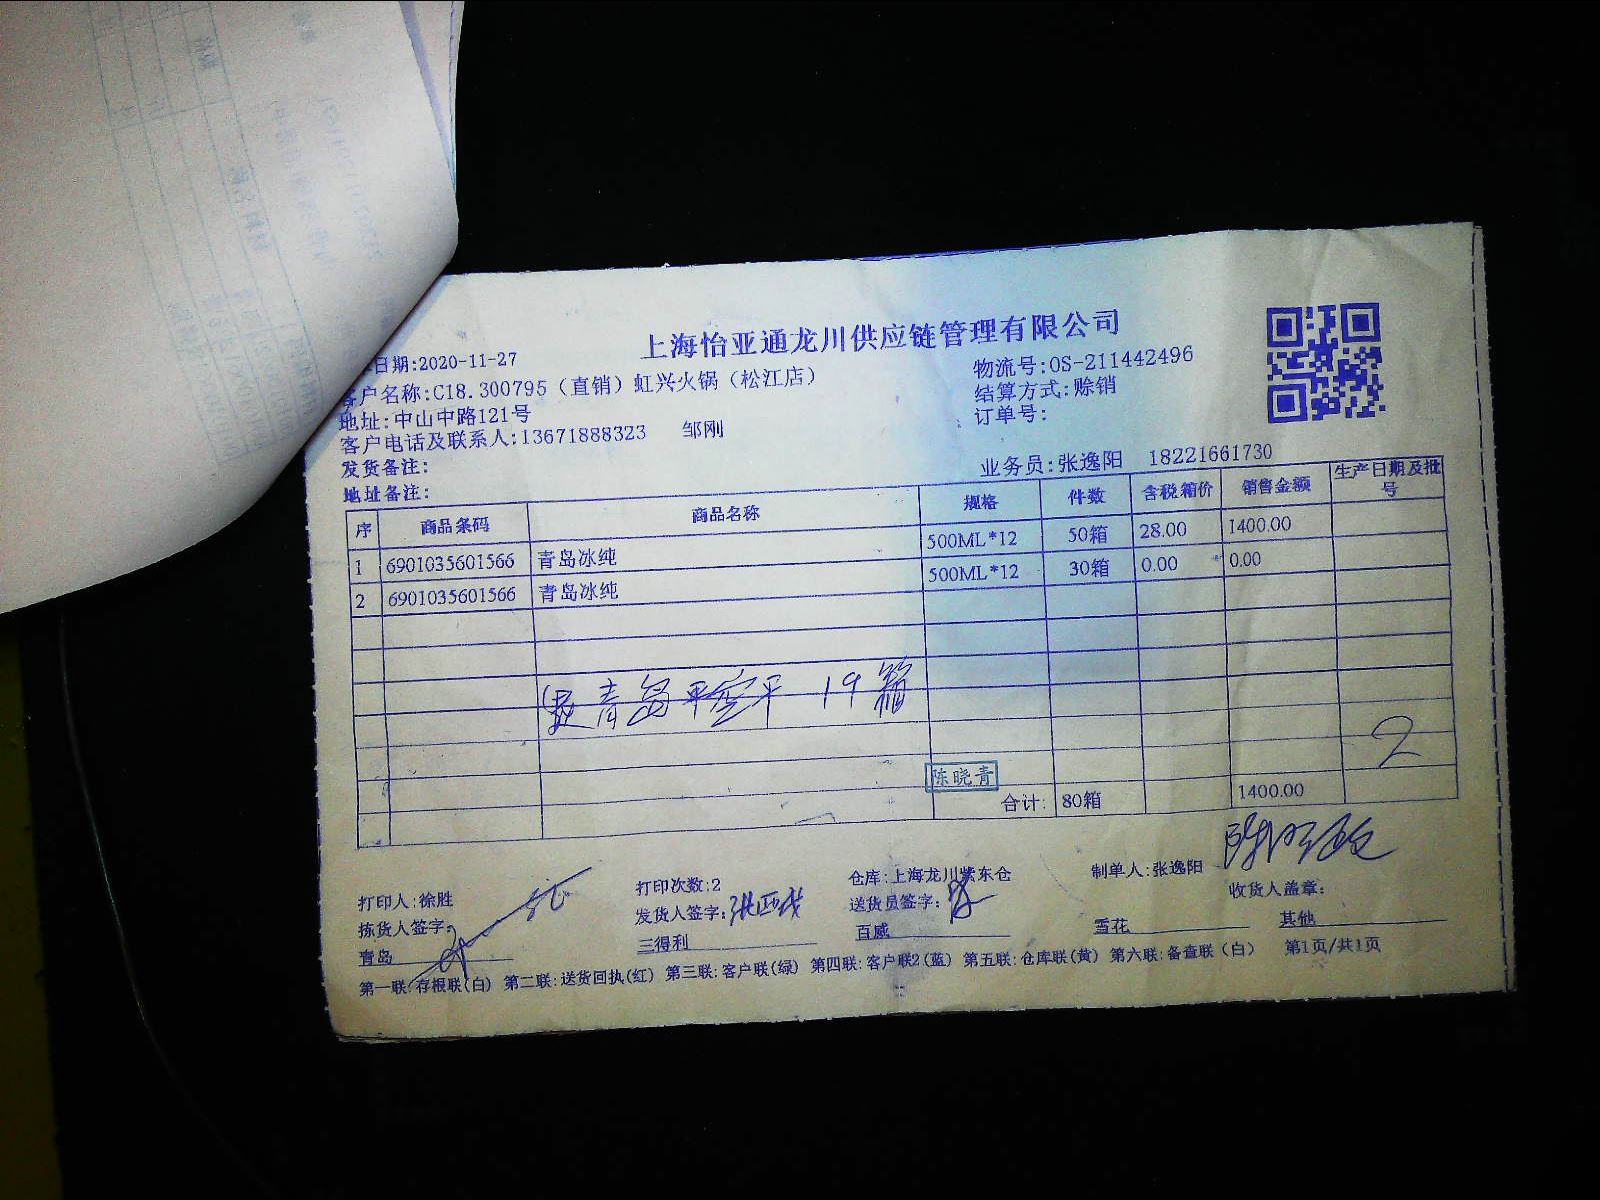 上海怡亚通龙川供应链管理有限公司
日期:2020-11-27
客户名称:C18.300795（直销）虹兴火锅（松江店）
地址:中山中路121号
客户电话及联系人:13671888323 邹刚
发货备注:
地址备注:
物流号:OS-211442496
结算方式:赊销
订单号:
业务员:张逸阳 18221661730
序 商品条码 商品名称 规格 件数 含税箱价 销售金额 生产日期及批号
1 6901035601566 青岛冰纯 500ML*12 50箱 28.00 1400.00
2 6901035601566 青岛冰纯 500ML*12 30箱 0.00 0.00
退青岛 19箱
2
陈晓青
合计: 80箱 1400.00
打印人:徐胜 打印次数:2 仓库:上海龙川紫东仓 制单人:张逸阳 收货人盖章:
拣货人签字: 发货人签字: 送货员签字:
青岛 三得利 百威 雪花 其他
第一联:存根联(白) 第二联:送货回执(红) 第三联:客户联(绿) 第四联:客户联2(蓝) 第五联:仓库联(黄) 第六联:备查联(白) 第1页/共1页